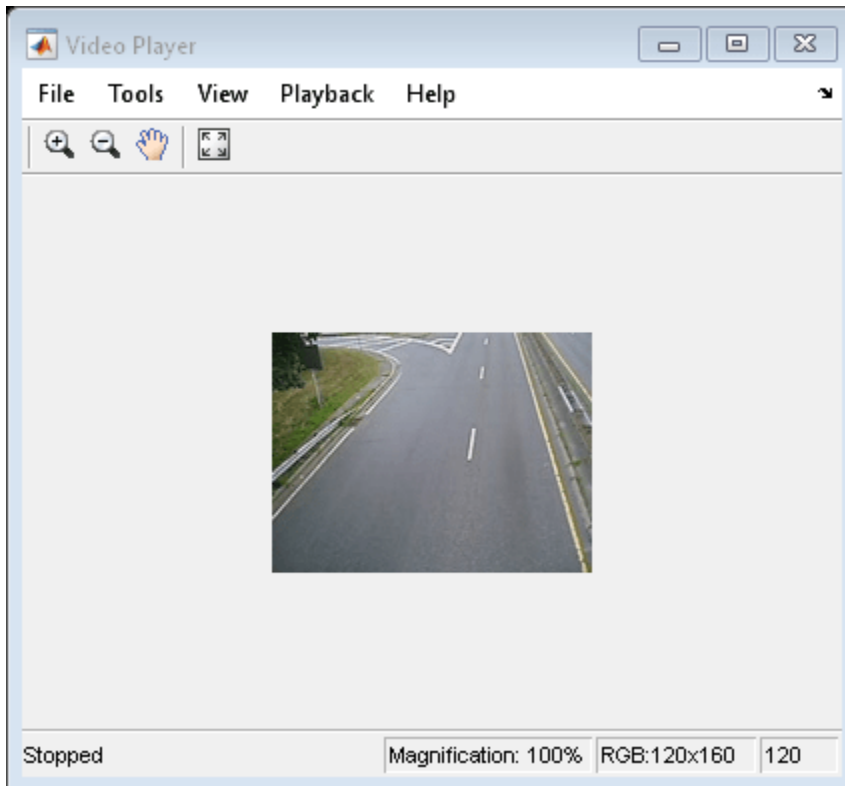 Video Player
File Tools View Playback Help
Stopped Magnification: 100% RGB:120x160 120